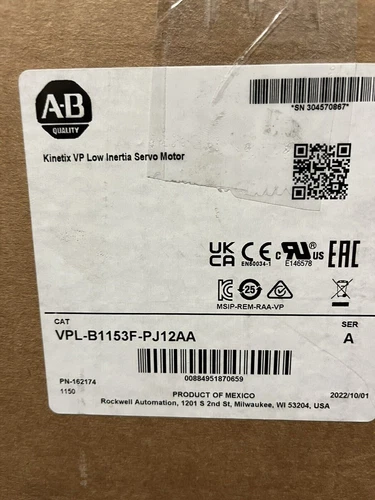 A-B
QUALITY
*SN 304570867*
Kinetix VP Low Inertia Servo Motor
UK CA CE c RU ® US EAC
EN60034-1 E146578
25
MSIP-REM-RAA-VP
CAT SER
VPL-B1153F-PJ12AA A
00884951870659
PN-162174
1150 PRODUCT OF MEXICO 2022/10/01
Rockwell Automation, 1201 S 2nd St, Milwaukee, WI 53204, USA